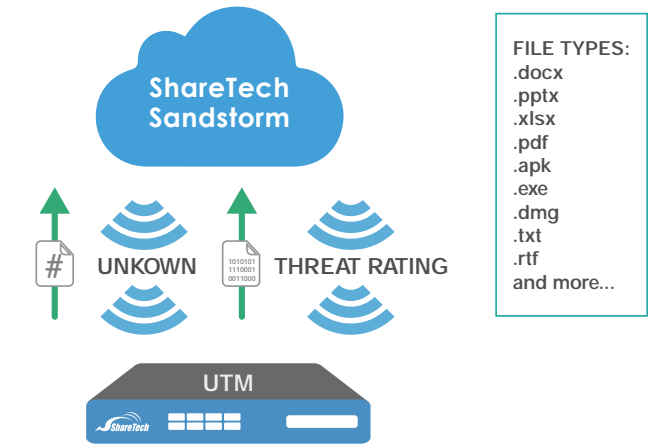 ShareTech
Sandstorm
#
UNKOWN
1010101
1110001
0011000
THREAT RATING
UTM
ShareTech
FILE TYPES:
.docx
.pptx
.xlsx
.pdf
.apk
.exe
.dmg
.txt
.rtf
and more...